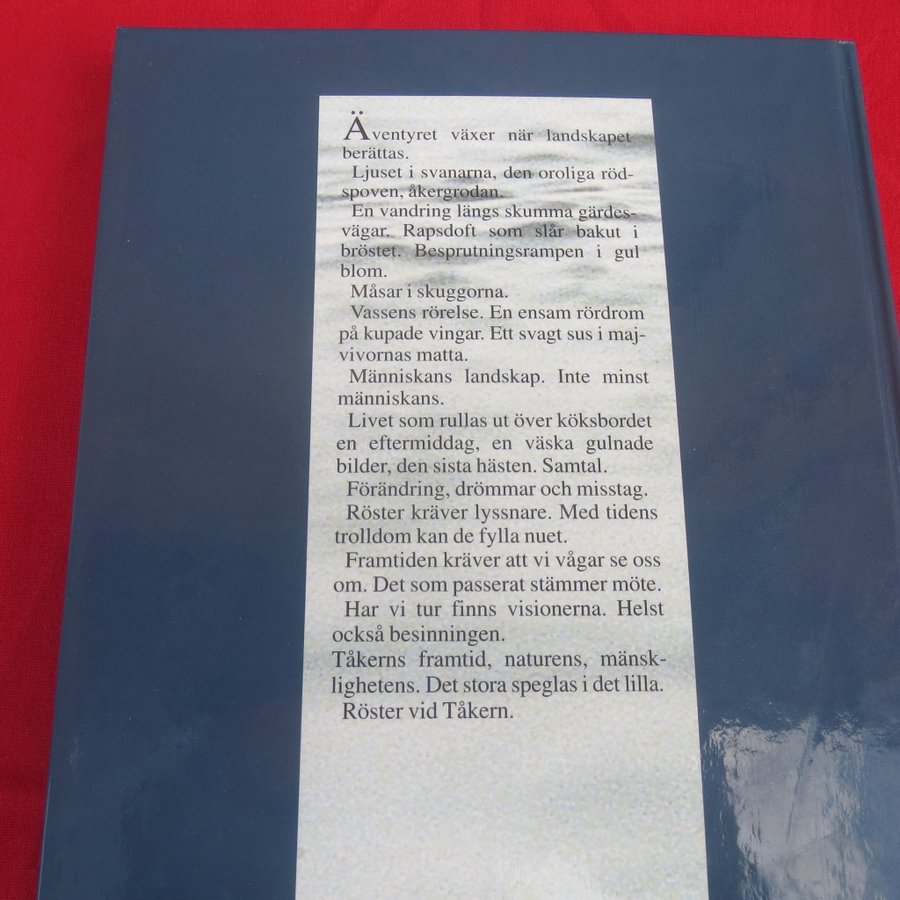 Äventyret växer när landskapet
berättas.
Ljuset i svanarna, den oroliga röd-
spoven, åkergrodan.
En vandring längs skumma gärdes-
vägar. Rapsdoft som slår bakut i
bröstet. Besprutningsrampen i gul
blom.
Måsar i skuggorna.
Vassens rörelse. En ensam rördrom
på kupade vingar. Ett svagt sus i maj-
vivornas matta.
Människans landskap. Inte minst
människans.
Livet som rullas ut över köksbordet
en eftermiddag, en väska gulnade
bilder, den sista hästen. Samtal.
Förändring, drömmar och misstag.
Röster kräver lyssnare. Med tidens
trolldom kan de fylla nuet.
Framtiden kräver att vi vågar se oss
om. Det som passerat stämmer möte.
Har vi tur finns visionerna. Helst
också besinningen.
Tåkerns framtid, naturens, mänsk-
lighetens. Det stora speglas i det lilla.
Röster vid Tåkern.